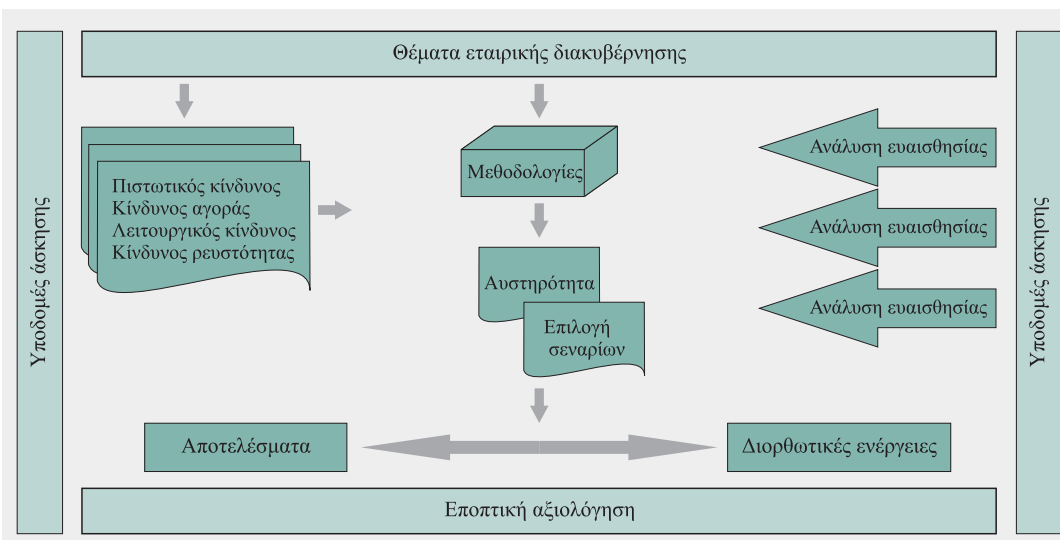 Θέματα εταιρικής διακυβέρνησης
Υποδομές άσκησης
Πιστωτικός κίνδυνος
Κίνδυνος αγοράς
Λειτουργικός κίνδυνος
Κίνδυνος ρευστότητας
Μεθοδολογίες
Αυστηρότητα
Επιλογή
σεναρίων
Ανάλυση ευαισθησίας
Ανάλυση ευαισθησίας
Ανάλυση ευαισθησίας
Υποδομές άσκησης
Αποτελέσματα
Διορθωτικές ενέργειες
Εποπτική αξιολόγηση